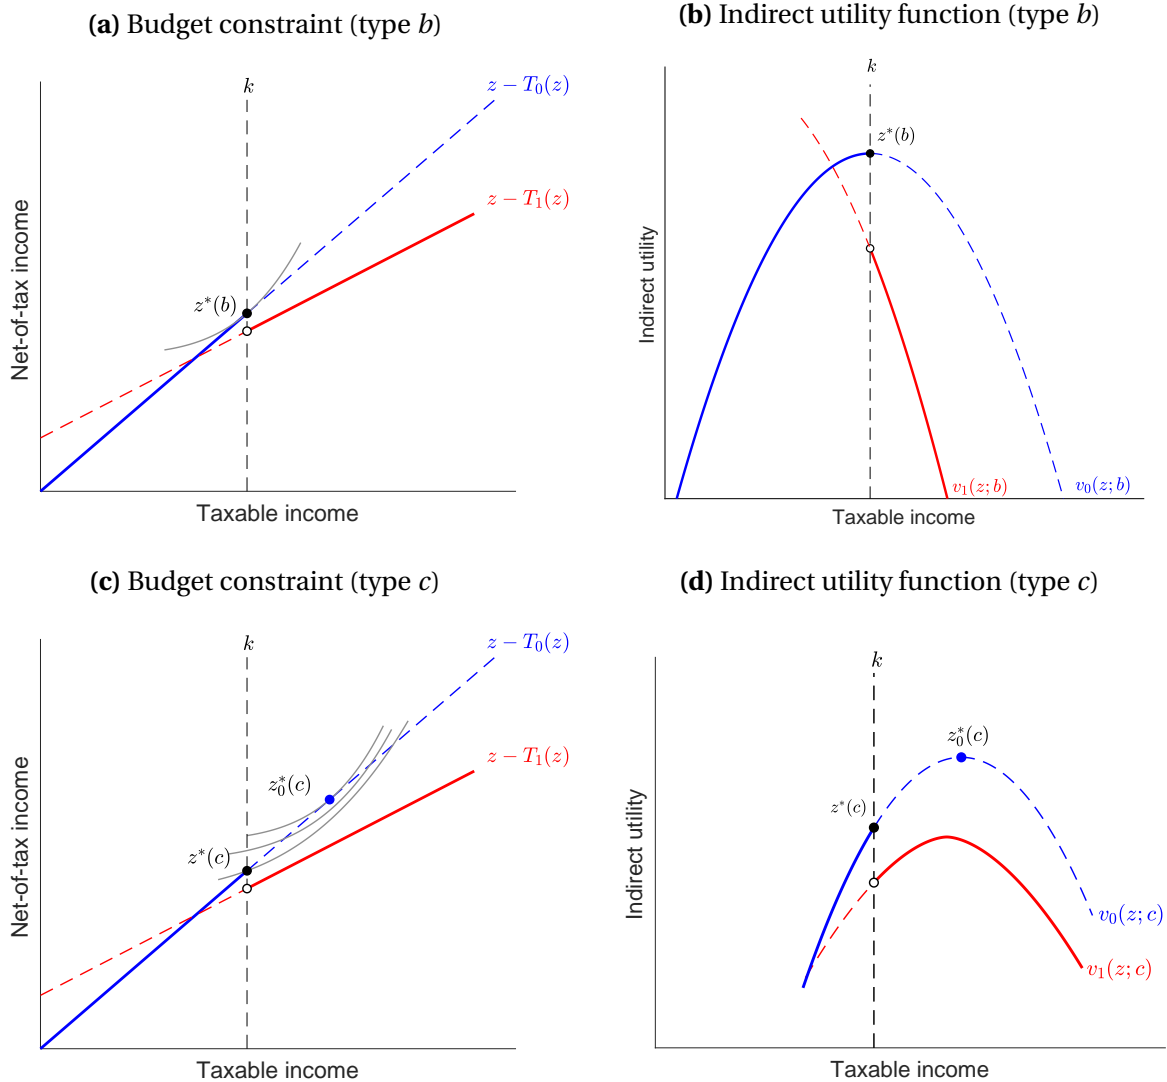 (a) Budget constraint (type b)
k
z − T₀(z)
z − T₁(z)
z*(b)
Net-of-tax income
Taxable income
(b) Indirect utility function (type b)
k
z*(b)
Indirect utility
v₁(z; b)
v₀(z; b)
Taxable income
(c) Budget constraint (type c)
k
z − T₀(z)
z − T₁(z)
z₀*(c)
z*(c)
Net-of-tax income
Taxable income
(d) Indirect utility function (type c)
k
z₀*(c)
z*(c)
Indirect utility
v₀(z; c)
v₁(z; c)
Taxable income